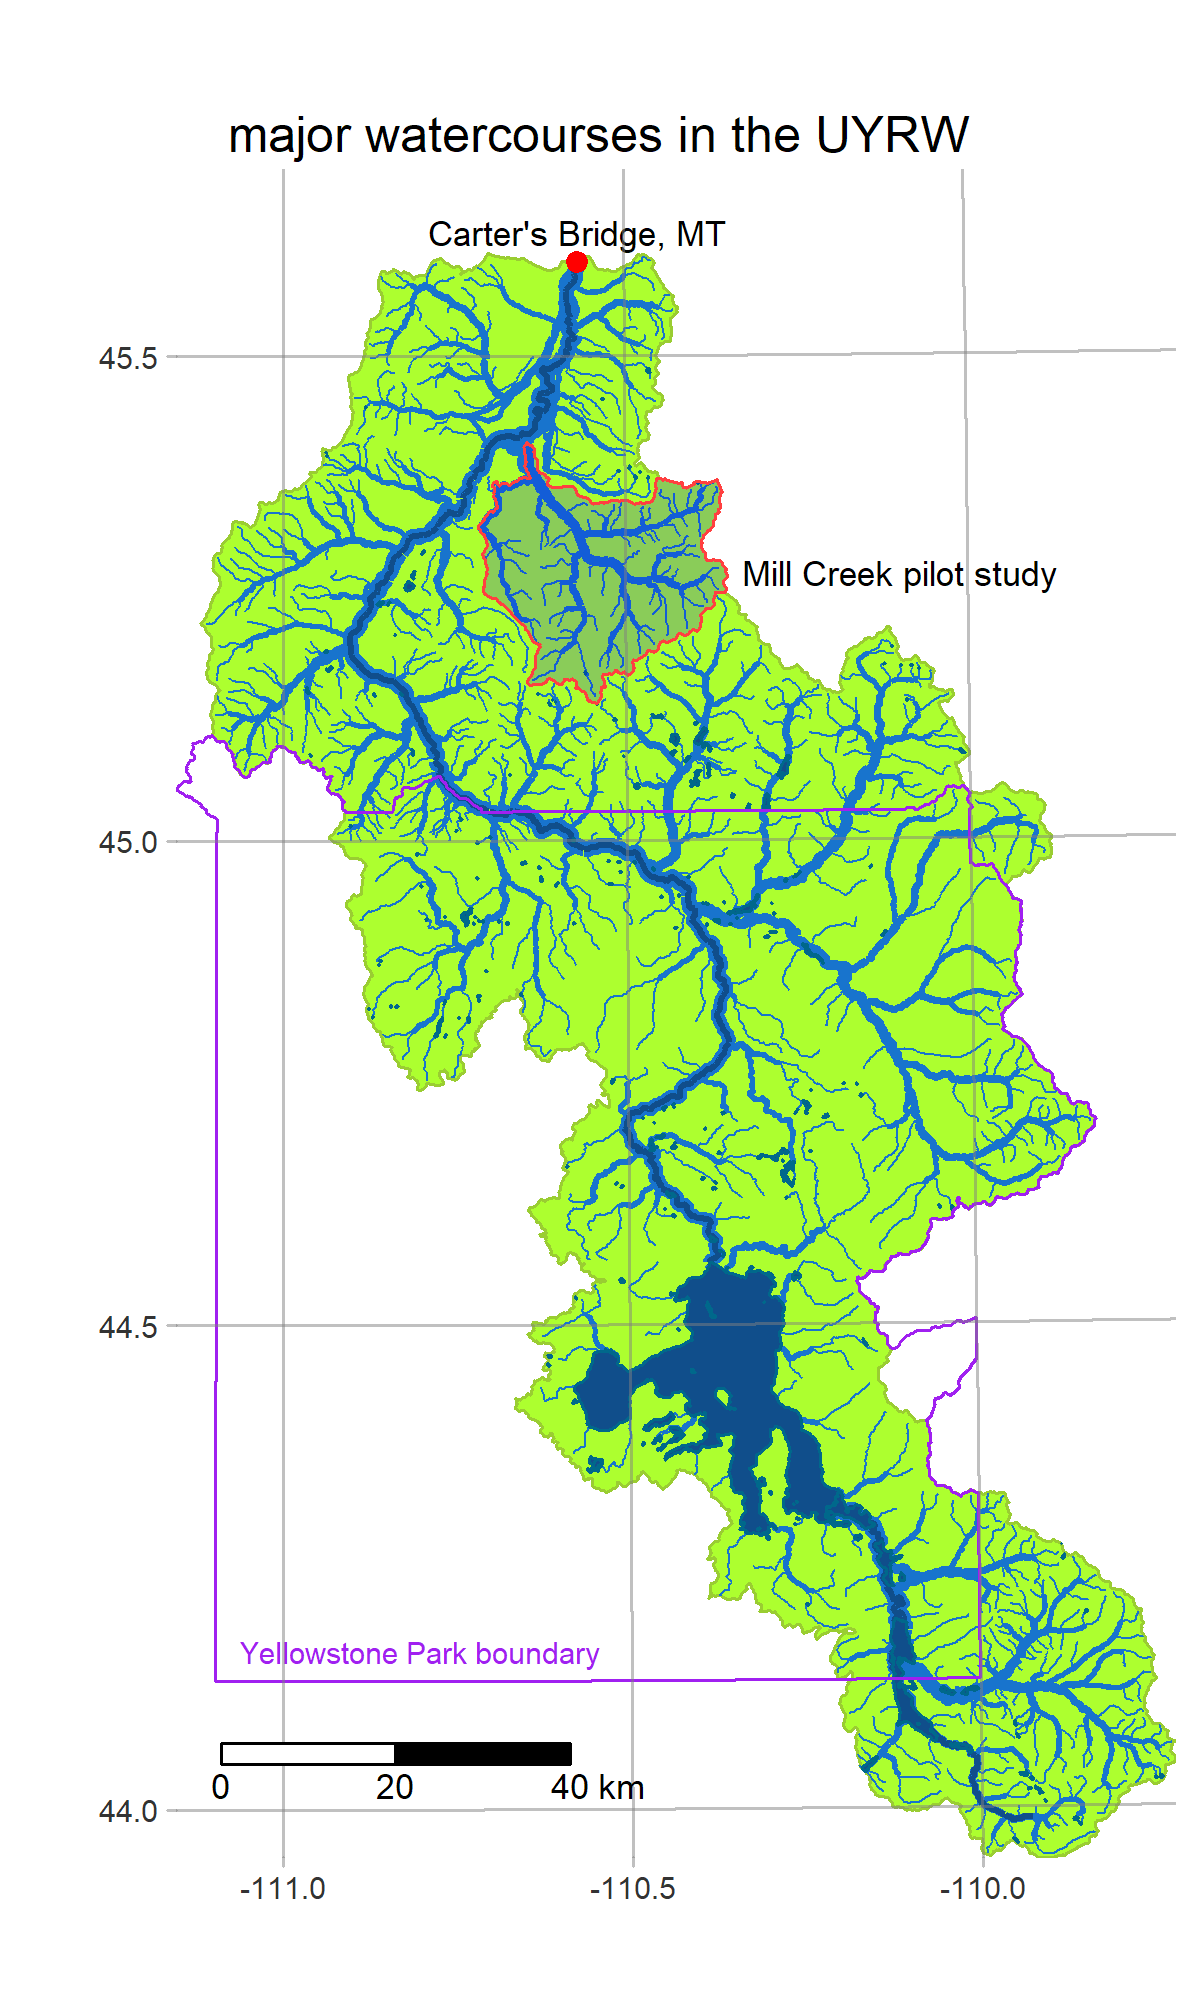 major watercourses in the UYRW
Carter's Bridge, MT
45.5
Mill Creek pilot study
45.0
44.5
Yellowstone Park boundary
0 20 40 km
44.0
-111.0 -110.5 -110.0